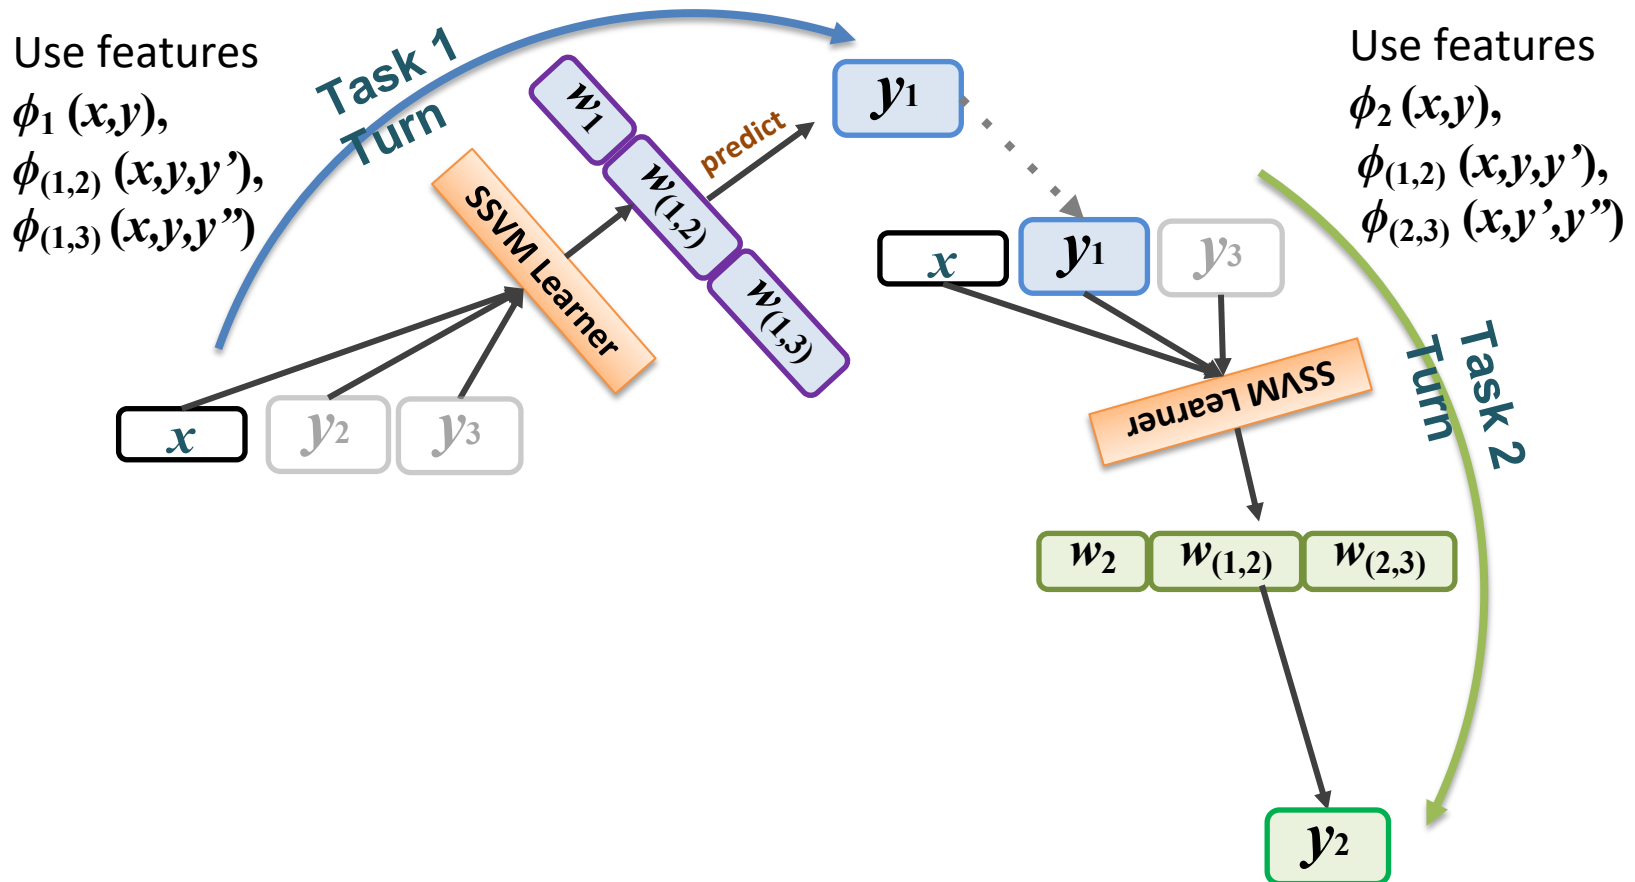 Use features
ϕ1 (x,y),
ϕ(1,2) (x,y,y’),
ϕ(1,3) (x,y,y”)
Task 1
Turn
x
y2
y3
SSVM Learner
w1
w(1,2)
w(1,3)
predict
y1
Use features
ϕ2 (x,y),
ϕ(1,2) (x,y,y’),
ϕ(2,3) (x,y’,y”)
Task 2
Turn
x
y1
y3
SSVM Learner
w2
w(1,2)
w(2,3)
y2